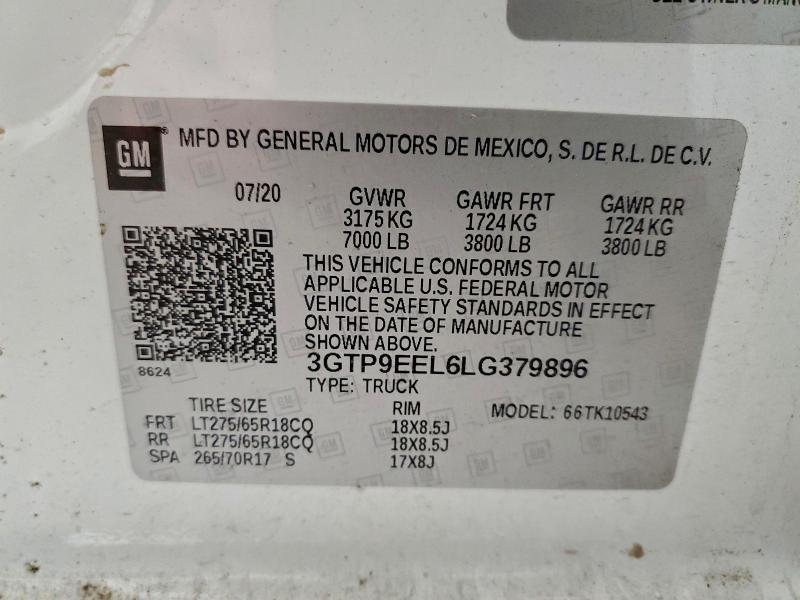 GM
MFD BY GENERAL MOTORS DE MEXICO, S. DE R.L. DE C.V.
07/20 GVWR GAWR FRT GAWR RR
3175 KG 1724 KG 1724 KG
7000 LB 3800 LB 3800 LB
THIS VEHICLE CONFORMS TO ALL
APPLICABLE U.S. FEDERAL MOTOR
VEHICLE SAFETY STANDARDS IN EFFECT
ON THE DATE OF MANUFACTURE
SHOWN ABOVE.
8624
3GTP9EEL6LG379896
TYPE: TRUCK
TIRE SIZE RIM MODEL: 66TK10543
FRT LT275/65R18CQ 18X8.5J
RR LT275/65R18CQ 18X8.5J
SPA 265/70R17 S 17X8J